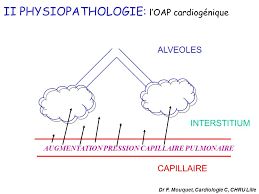 II PHYSIOPATHOLOGIE: l'OAP cardiogénique
ALVEOLES
INTERSTITIUM
AUGMENTATION PRESSION CAPILLAIRE PULMONAIRE
CAPILLAIRE
Dr F. Mouquet, Cardiologie C, CHRU Lille